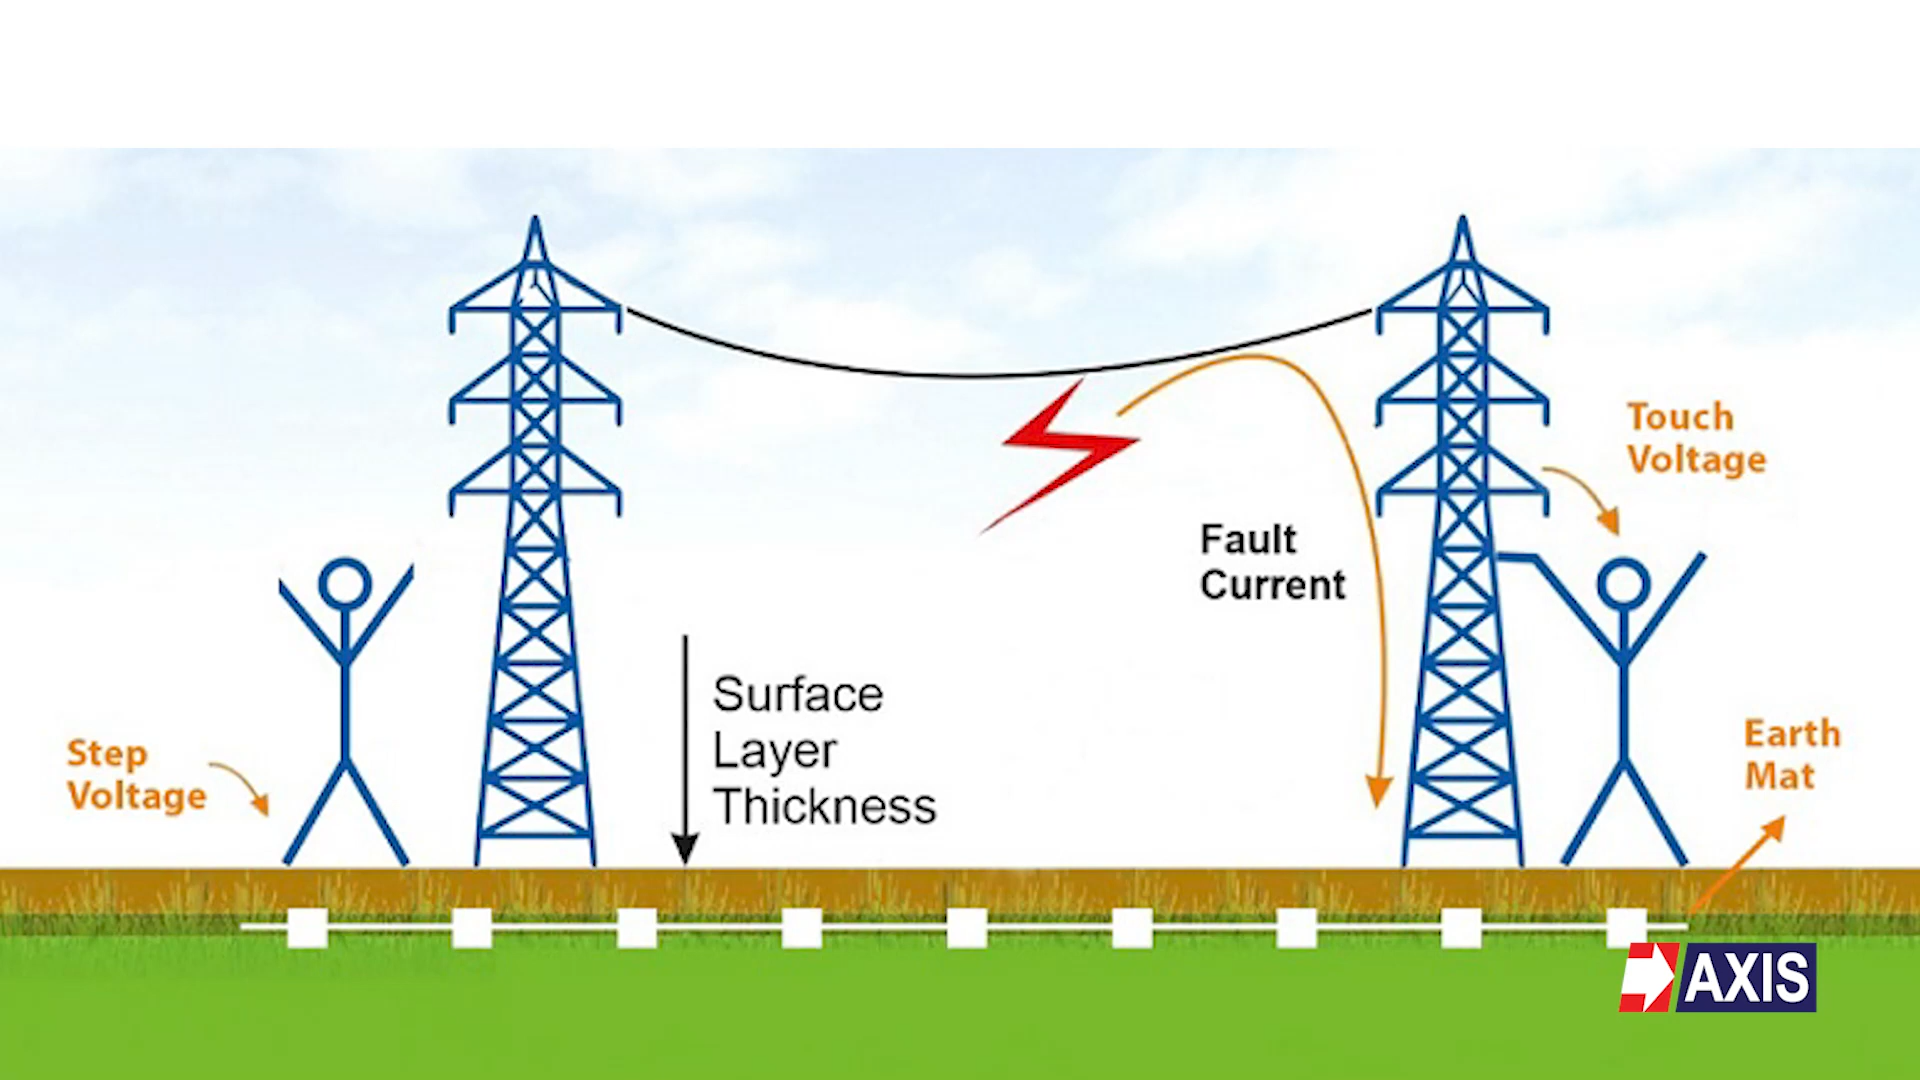 Touch
Voltage
Fault
Current
Surface
Layer
Thickness
Step
Voltage
Earth
Mat
AXIS